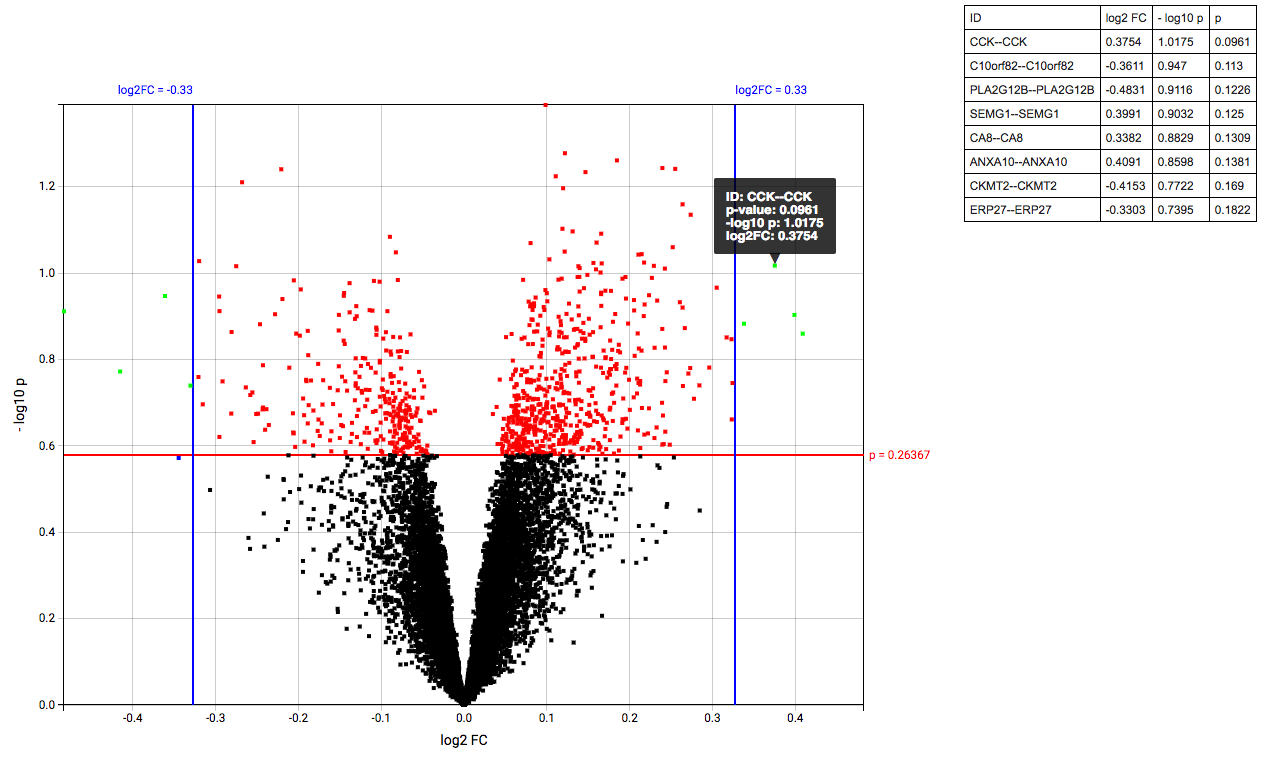 ID log2 FC - log10 p p
CCK--CCK 0.3754 1.0175 0.0961
C10orf82--C10orf82 -0.3611 0.947 0.113
PLA2G12B--PLA2G12B -0.4831 0.9116 0.1226
SEMG1--SEMG1 0.3991 0.9032 0.125
CA8--CA8 0.3382 0.8829 0.1309
ANXA10--ANXA10 0.4091 0.8598 0.1381
CKMT2--CKMT2 -0.4153 0.7722 0.169
ERP27--ERP27 -0.3303 0.7395 0.1822
log2FC = -0.33 log2FC = 0.33
1.2
ID: CCK--CCK
p-value: 0.0961
-log10 p: 1.0175
log2FC: 0.3754
1.0
0.8
0.6
p = 0.26367
0.4
0.2
0.0
- log10 p
-0.4 -0.3 -0.2 -0.1 0.0 0.1 0.2 0.3 0.4
log2 FC